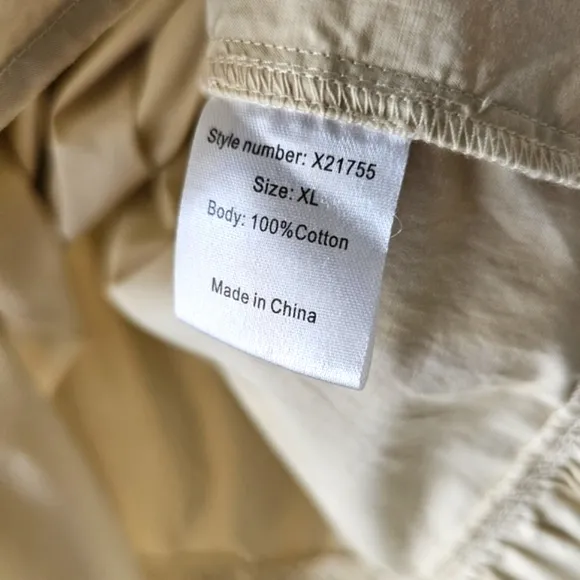 Style number: X21755
Size: XL
Body: 100%Cotton
Made in China